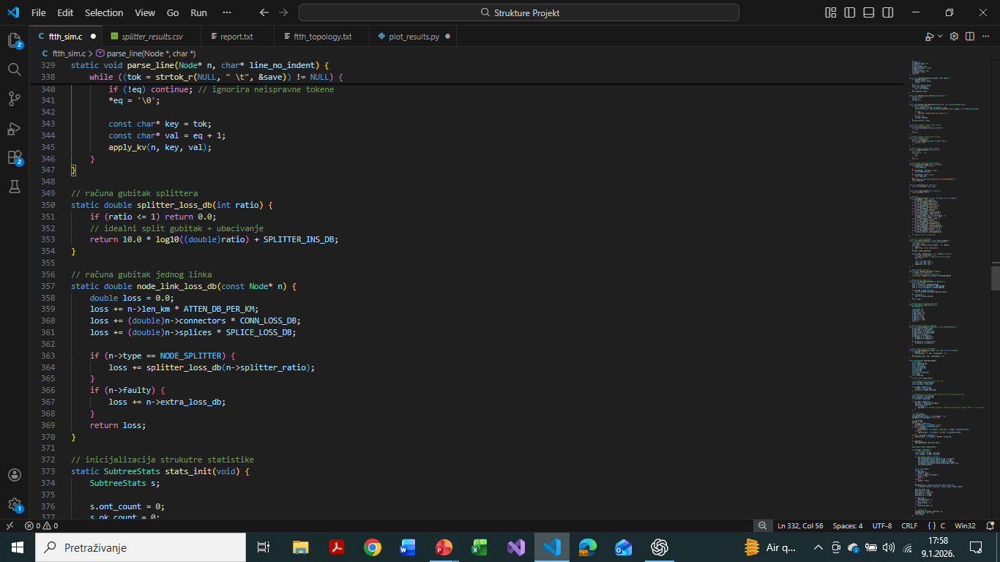 File Edit Selection View Go Run ··· Strukture Projekt
ftth_sim.c splitter_results.csv report.txt ftth_topology.txt plot_results.py
ftth_sim.c > parse_line(Node *, char *)
329 static void parse_line(Node* n, char* line_no_indent) {
338 while ((tok = strtok_r(NULL, " \t", &save)) != NULL) {
340 if (!eq) continue; // ignorira neispravne tokene
341 *eq = '\0';
342
343 const char* key = tok;
344 const char* val = eq + 1;
345 apply_kv(n, key, val);
346 }
347 }
348
349 // računa gubitak splittera
350 static double splitter_loss_db(int ratio) {
351 if (ratio <= 1) return 0.0;
352 // idealni split gubitak + ubacivanje
353 return 10.0 * log10((double)ratio) + SPLITTER_INS_DB;
354 }
355
356 // računa gubitak jednog linka
357 static double node_link_loss_db(const Node* n) {
358 double loss = 0.0;
359 loss += n->len_km * ATTEN_DB_PER_KM;
360 loss += (double)n->connectors * CONN_LOSS_DB;
361 loss += (double)n->splices * SPLICE_LOSS_DB;
362
363 if (n->type == NODE_SPLITTER) {
364 loss += splitter_loss_db(n->splitter_ratio);
365 }
366 if (n->faulty) {
367 loss += n->extra_loss_db;
368 }
369 return loss;
370 }
371
372 // inicijalizacija strukutre statistike
373 static SubtreeStats stats_init(void) {
374 SubtreeStats s;
375
376 s.ont_count = 0;
377 s.ok_count = 0;
0 0 Ln 332, Col 56 Spaces: 4 UTF-8 CRLF { } C Win32
Pretraživanje Air q... 17:58
9.1.2026.